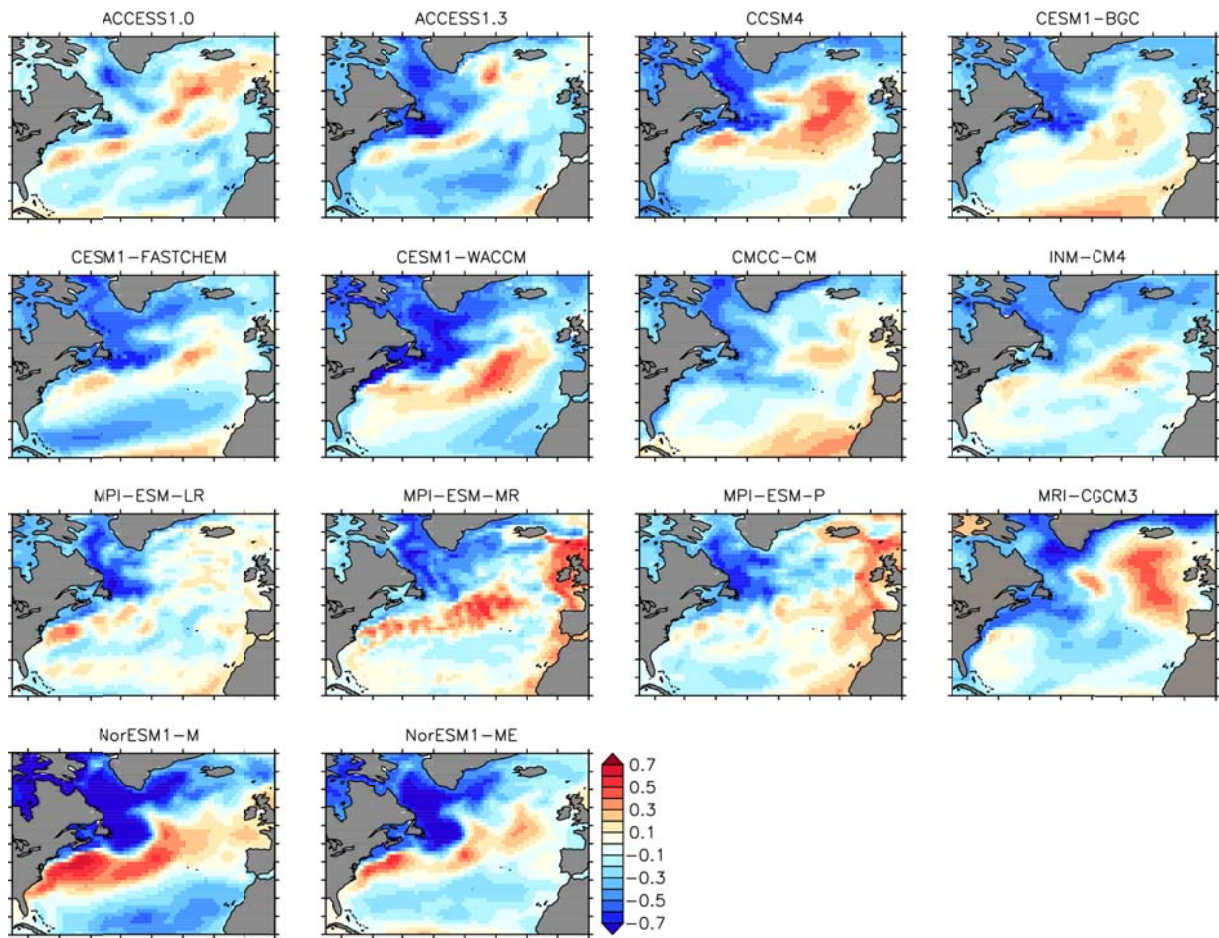 ACCESS1.0
ACCESS1.3
CCSM4
CESM1-BGC
CESM1-FASTCHEM
CESM1-WACCM
CMCC-CM
INM-CM4
MPI-ESM-LR
MPI-ESM-MR
MPI-ESM-P
MRI-CGCM3
NorESM1-M
NorESM1-ME
0.7
0.5
0.3
0.1
-0.1
-0.3
-0.5
-0.7